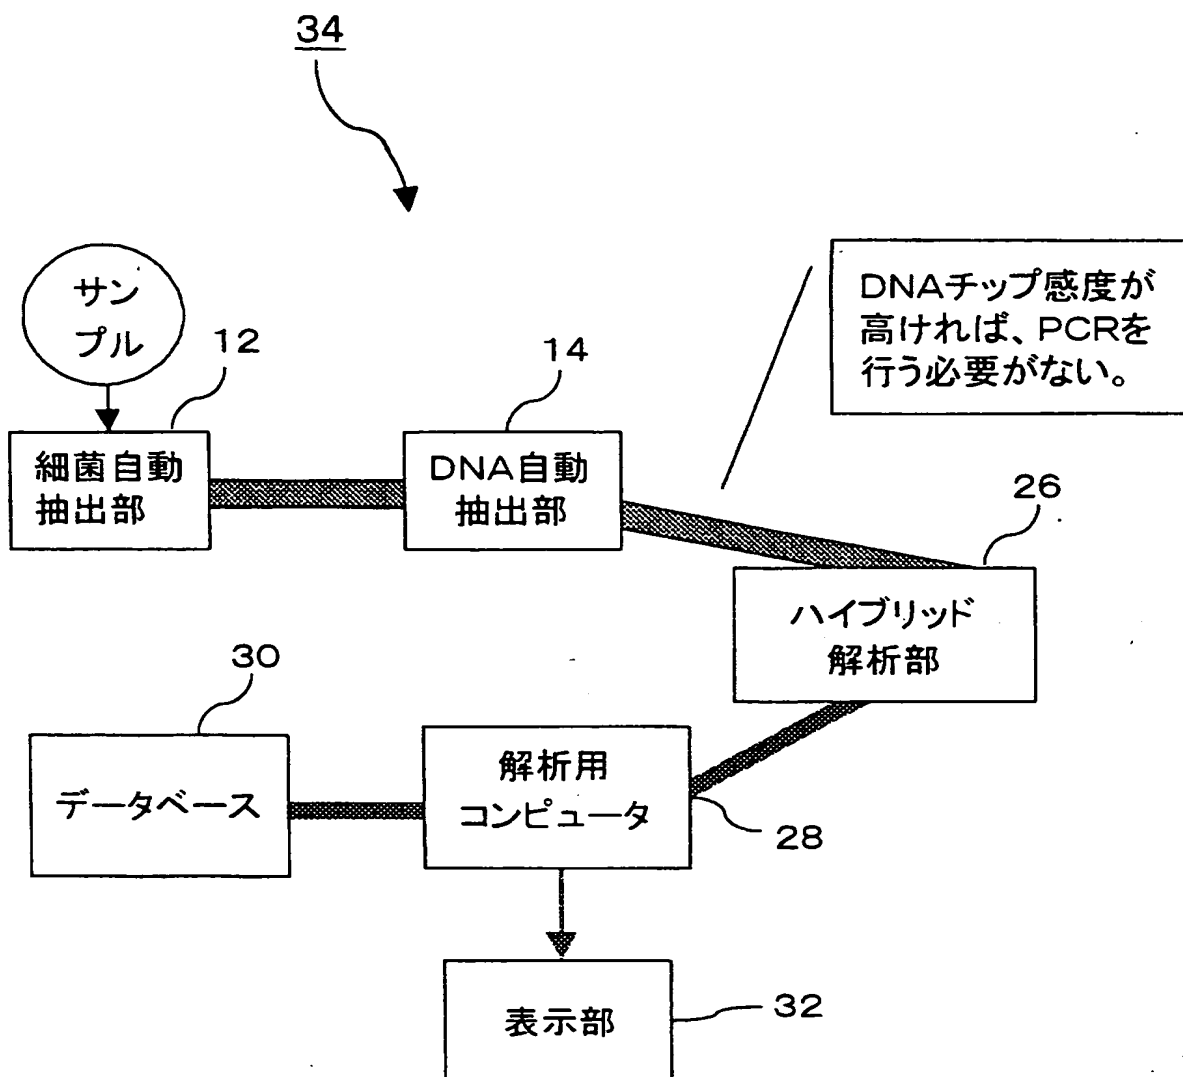 34
サン
プル
12
14
DNAチップ感度が
高ければ、PCRを
行う必要がない。
細菌自動
抽出部
DNA自動
抽出部
26
ハイブリッド
解析部
30
データベース
解析用
コンピュータ
28
表示部
32